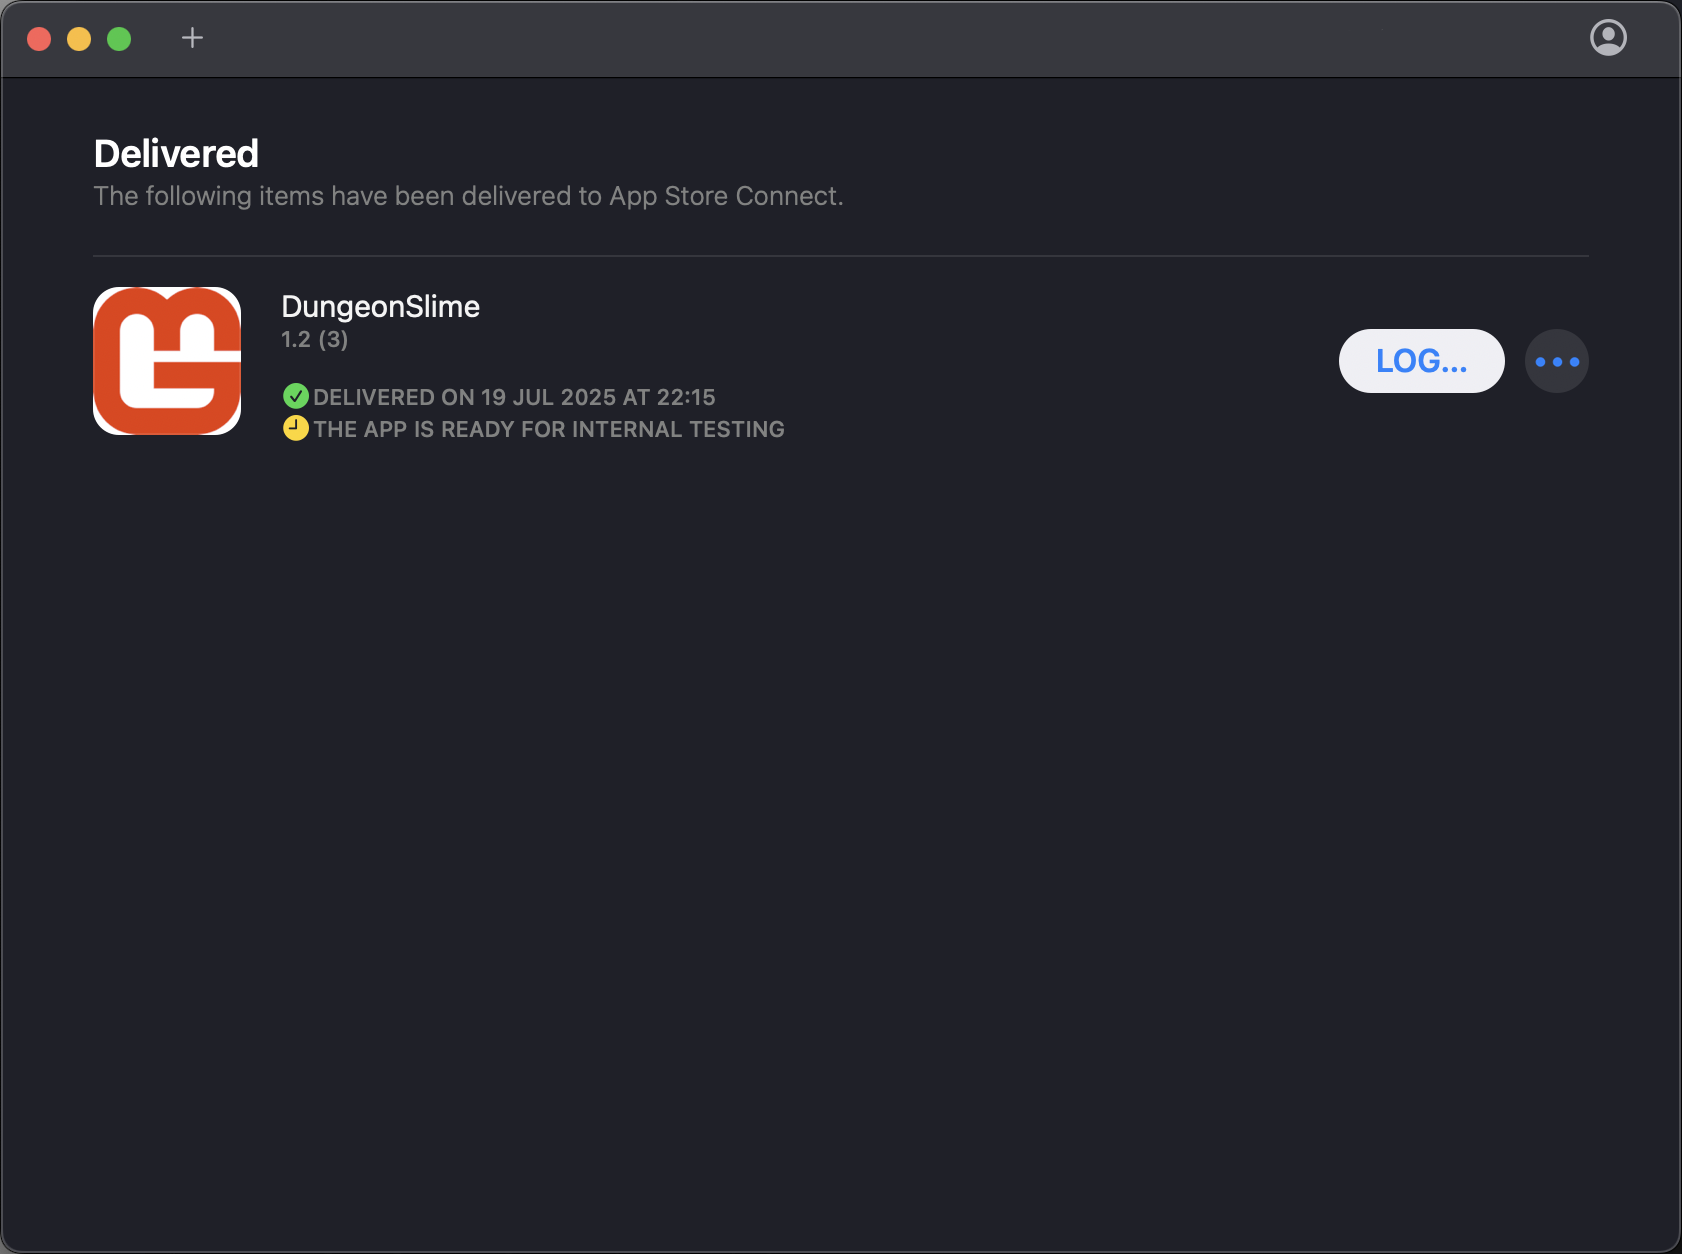 Delivered
The following items have been delivered to App Store Connect.
DungeonSlime
1.2 (3)
LOG...
DELIVERED ON 19 JUL 2025 AT 22:15
THE APP IS READY FOR INTERNAL TESTING